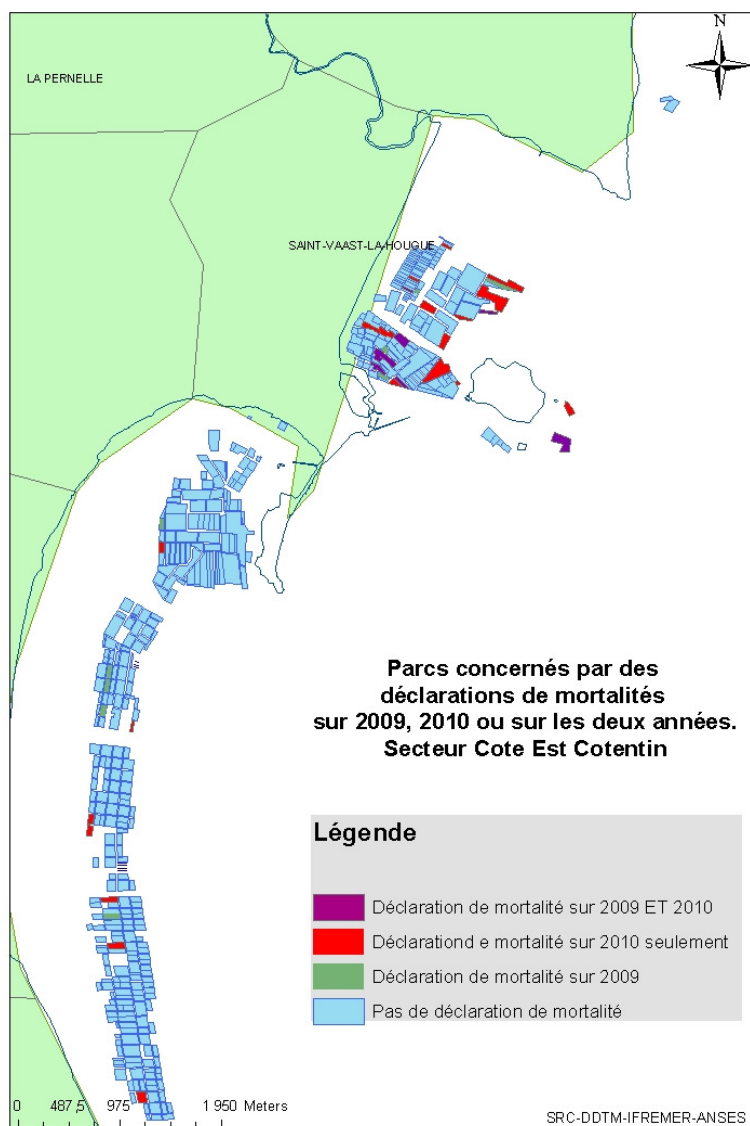 N
LA PERNELLE
SAINT-VAAST-LA-HOUGUE
Parcs concernés par des
déclarations de mortalités
sur 2009, 2010 ou sur les deux années.
Secteur Cote Est Cotentin
Légende
Déclaration de mortalité sur 2009 ET 2010
Déclarationd e mortalité sur 2010 seulement
Déclaration de mortalité sur 2009
Pas de déclaration de mortalité
0 487,5 975 1 950 Meters
SRC-DDTM-IFREMER-ANSES